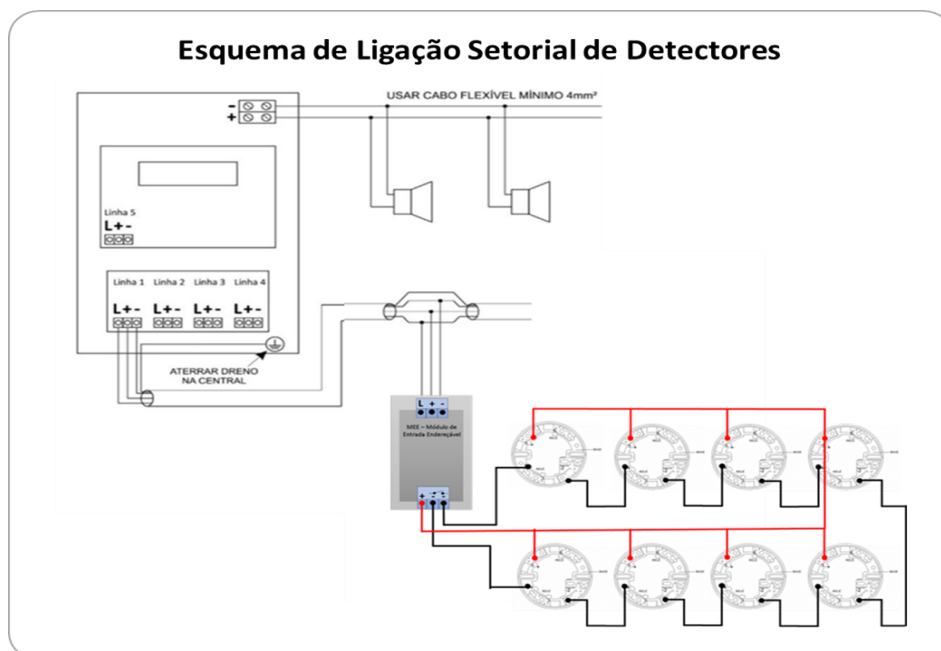 Esquema de Ligação Setorial de Detectores
USAR CABO FLEXÍVEL MÍNIMO 4mm²
-
+
Linha 5
L+-
Linha 1 Linha 2 Linha 3 Linha 4
L+- L+- L+- L+-
ATERRAR DRENO
NA CENTRAL
L + -
MEE – Módulo de
Entrada Endereçável
+